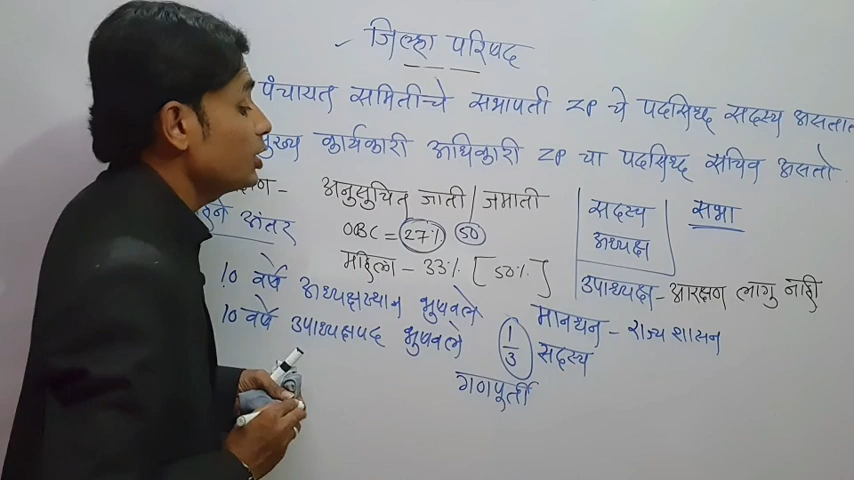 जिल्हा परिषद
पंचायत समितीचे सभापती ZP चे पदसिध्द सदस्य असतात
मुख्य कार्यकारी अधिकारी ZP चा पदसिध्द सचिव असतो.
अनुसूचित जाती / जमाती
OBC = 27% 50
महिला - 33% [50%]
सदस्य
अध्यक्ष
सभा
उपाध्यक्ष - आरक्षण लागू नाही
अंतर
10 वर्षे अध्यक्षस्थान भुषवले
10 वर्षे उपाध्यक्षपद भुषवले
मानधन - राज्य शासन
1/3 सदस्य
गणपूर्ती